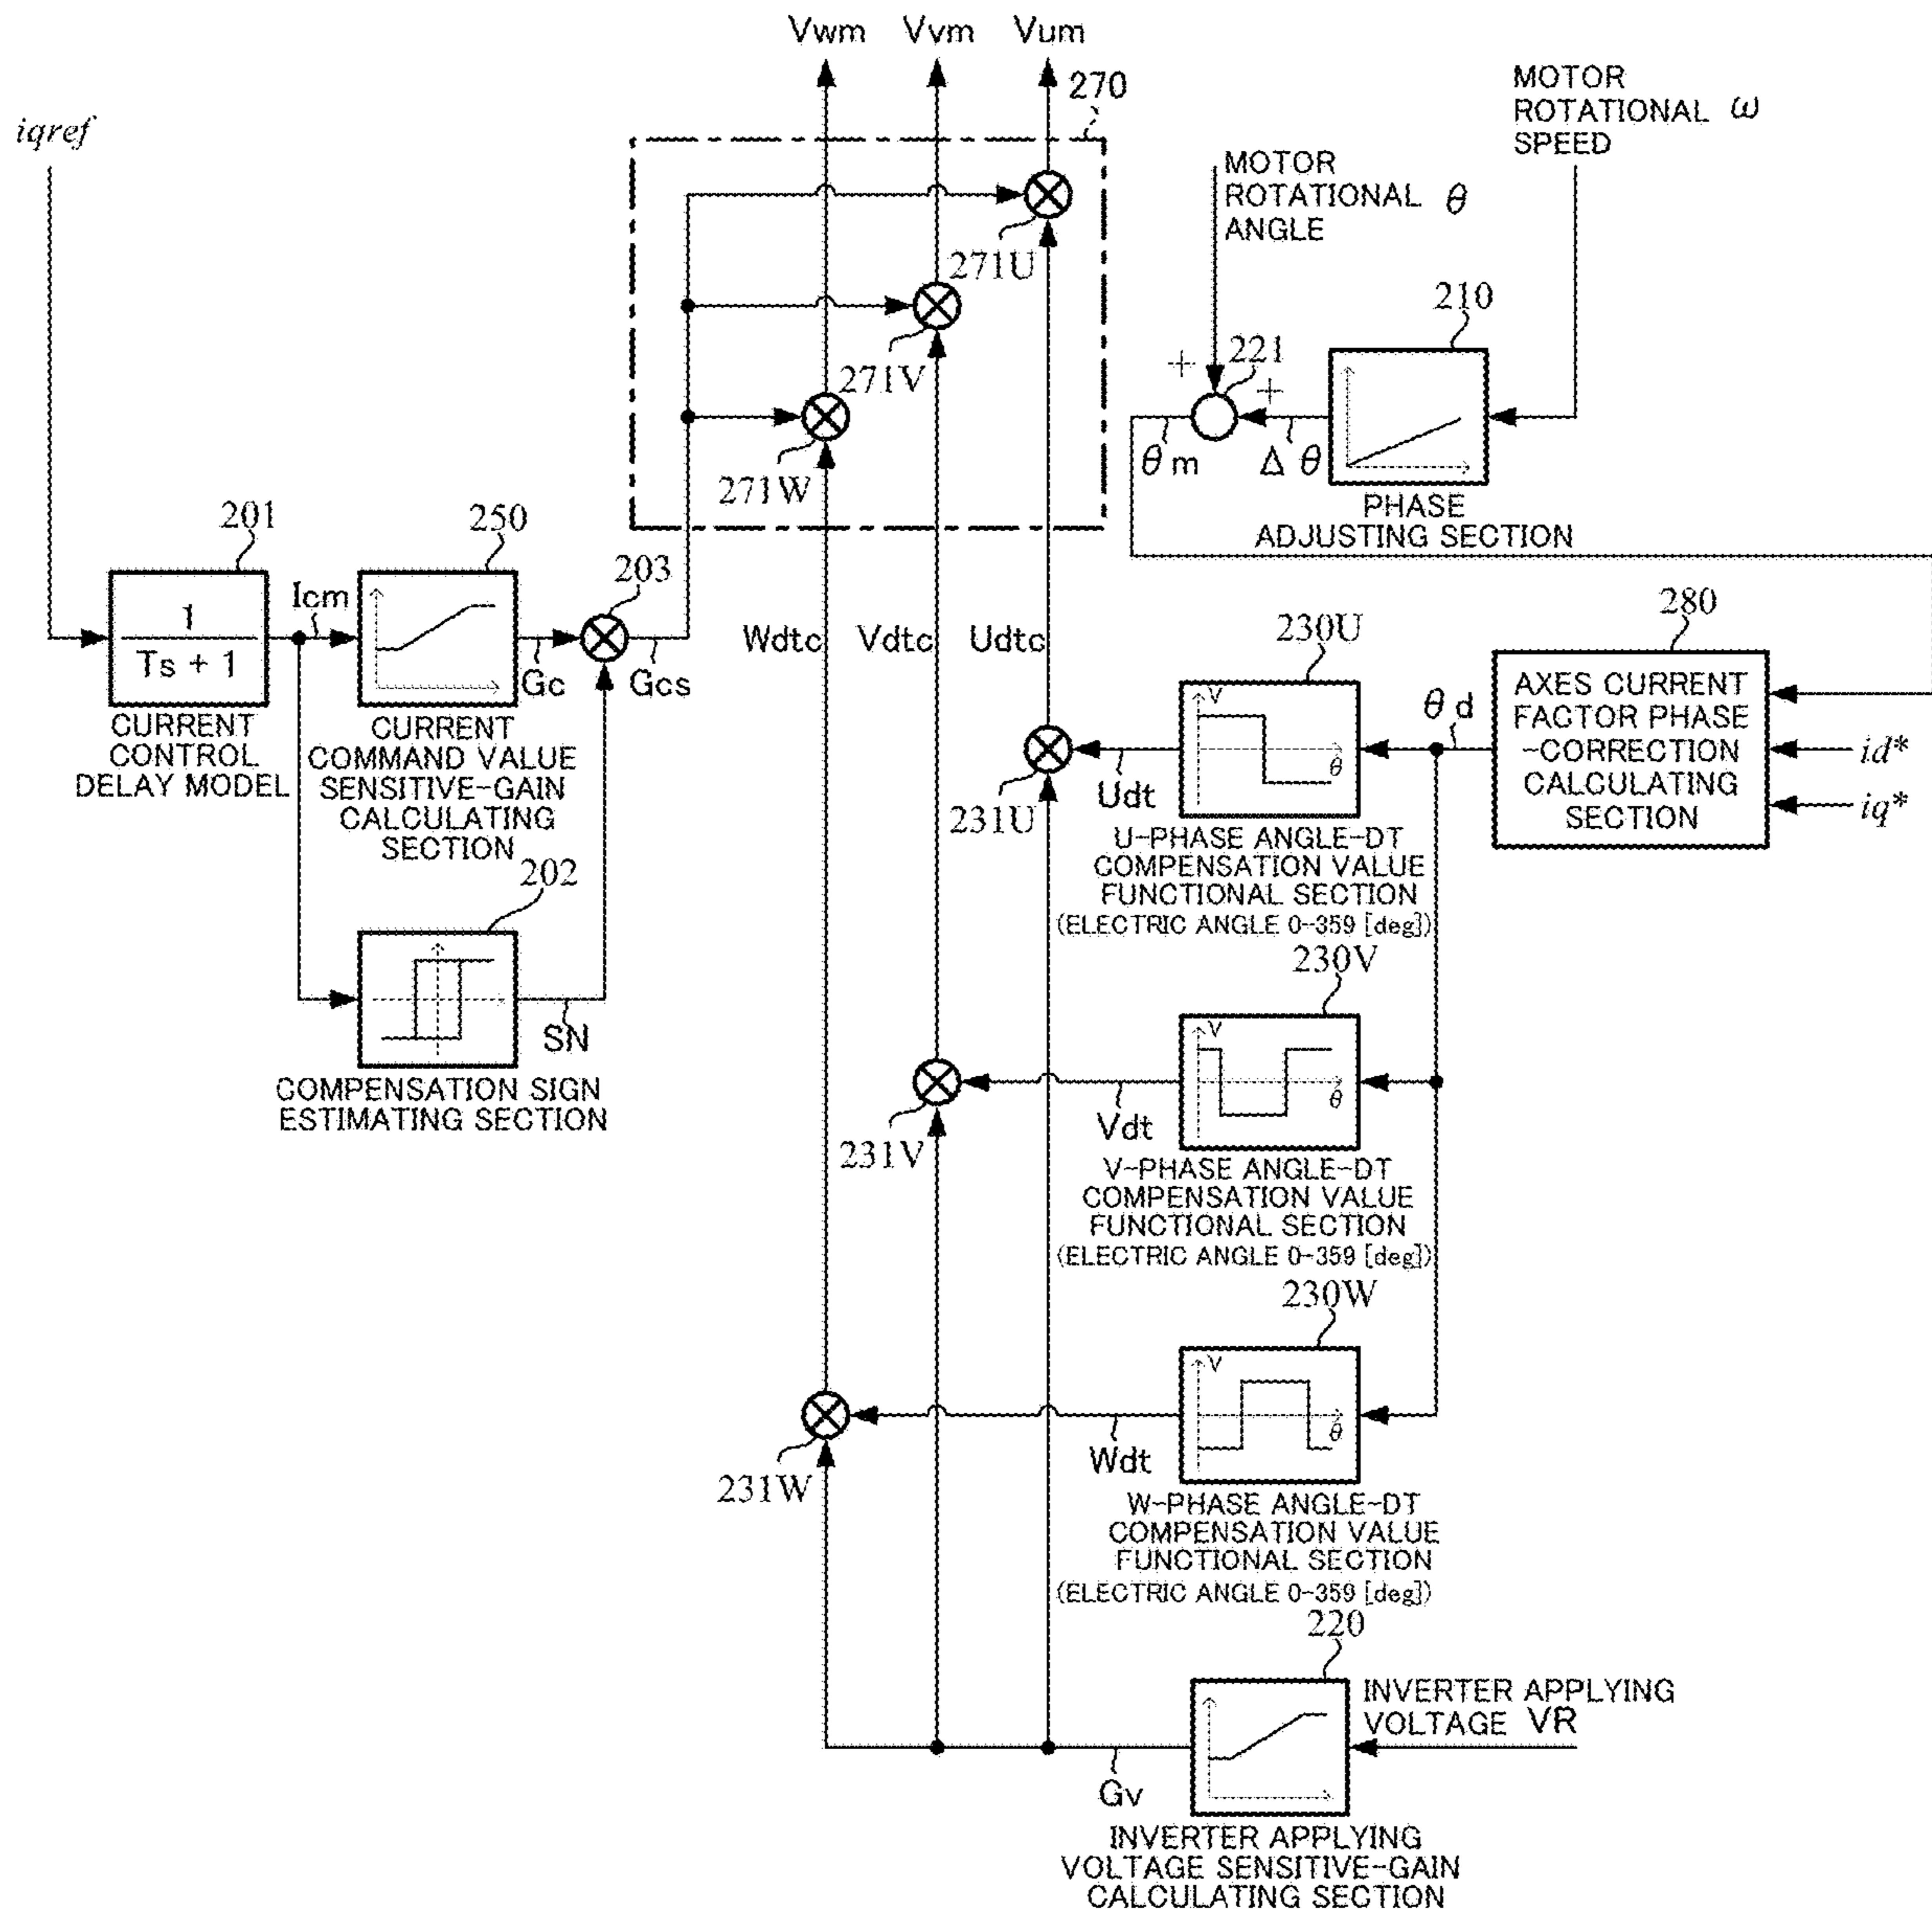 Vwm Vvm Vum
270
iqref
MOTOR
ROTATIONAL ω
SPEED
MOTOR
ROTATIONAL θ
ANGLE
271U
271V
271W
+
221
+
210
θm
Δθ
PHASE
ADJUSTING SECTION
201
1
Ts + 1
CURRENT
CONTROL
DELAY MODEL
Icm
250
CURRENT
COMMAND VALUE
SENSITIVE-GAIN
CALCULATING
SECTION
Gc
203
Gcs
202
SN
COMPENSATION SIGN
ESTIMATING SECTION
Wdtc Vdtc Udtc
280
AXES CURRENT
FACTOR PHASE
-CORRECTION
CALCULATING
SECTION
id*
iq*
θd
230U
V
θ
Udt
231U
U-PHASE ANGLE-DT
COMPENSATION VALUE
FUNCTIONAL SECTION
(ELECTRIC ANGLE 0-359 [deg])
230V
V
θ
Vdt
231V
V-PHASE ANGLE-DT
COMPENSATION VALUE
FUNCTIONAL SECTION
(ELECTRIC ANGLE 0-359 [deg])
230W
V
θ
Wdt
231W
W-PHASE ANGLE-DT
COMPENSATION VALUE
FUNCTIONAL SECTION
(ELECTRIC ANGLE 0-359 [deg])
220
INVERTER APPLYING
VOLTAGE VR
Gv
INVERTER APPLYING
VOLTAGE SENSITIVE-GAIN
CALCULATING SECTION